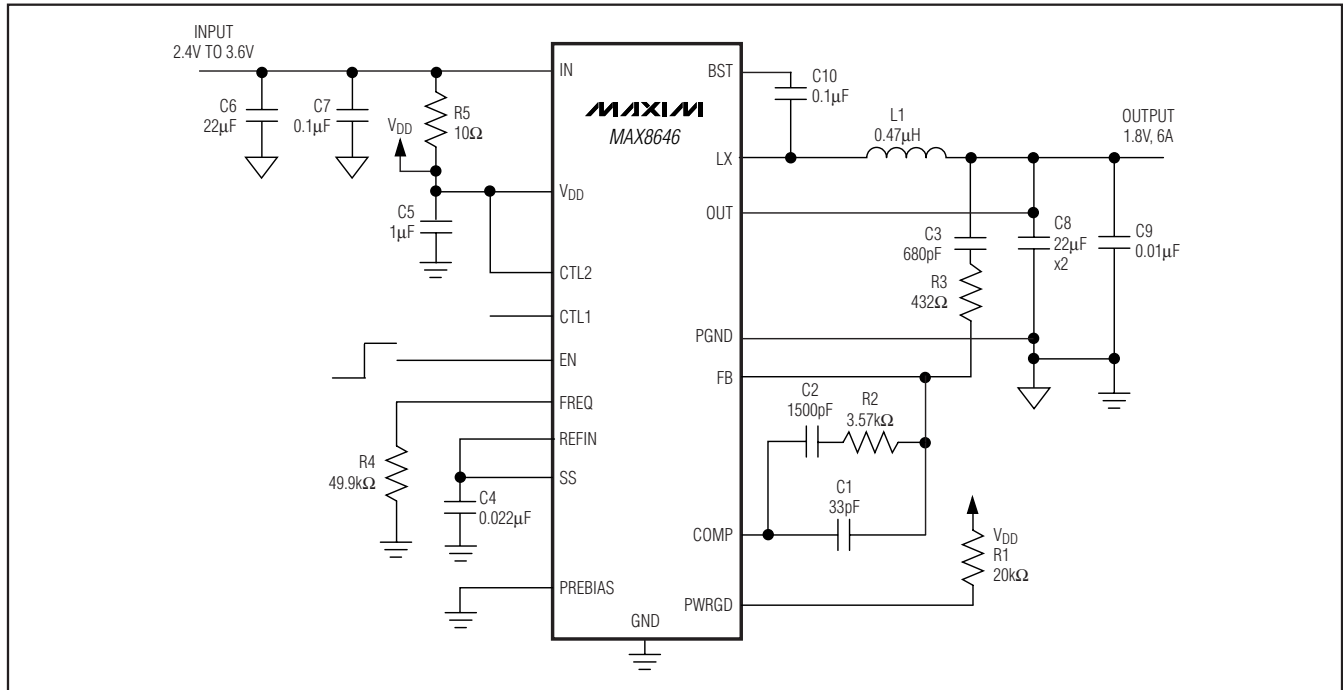 INPUT
2.4V TO 3.6V
C6
22µF
C7
0.1µF
R5
10Ω
VDD
C5
1µF
R4
49.9kΩ
C4
0.022µF
IN
VDD
CTL2
CTL1
EN
FREQ
REFIN
SS
PREBIAS
MAXIM
MAX8646
GND
BST
LX
OUT
PGND
FB
COMP
PWRGD
C10
0.1µF
L1
0.47µH
OUTPUT
1.8V, 6A
C3
680pF
R3
432Ω
C8
22µF
x2
C9
0.01µF
C2
1500pF
R2
3.57kΩ
C1
33pF
VDD
R1
20kΩ